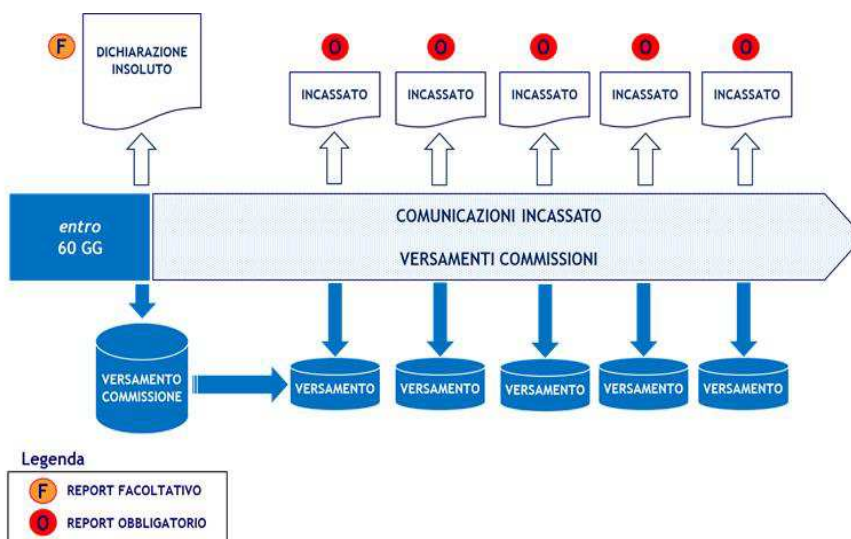 F
DICHIARAZIONE
INSOLUTO
O O O O O
INCASSATO INCASSATO INCASSATO INCASSATO INCASSATO
entro
60 GG
COMUNICAZIONI INCASSATO
VERSAMENTI COMMISSIONI
VERSAMENTO
COMMISSIONE
VERSAMENTO VERSAMENTO VERSAMENTO VERSAMENTO VERSAMENTO
Legenda
F REPORT FACOLTATIVO
O REPORT OBBLIGATORIO